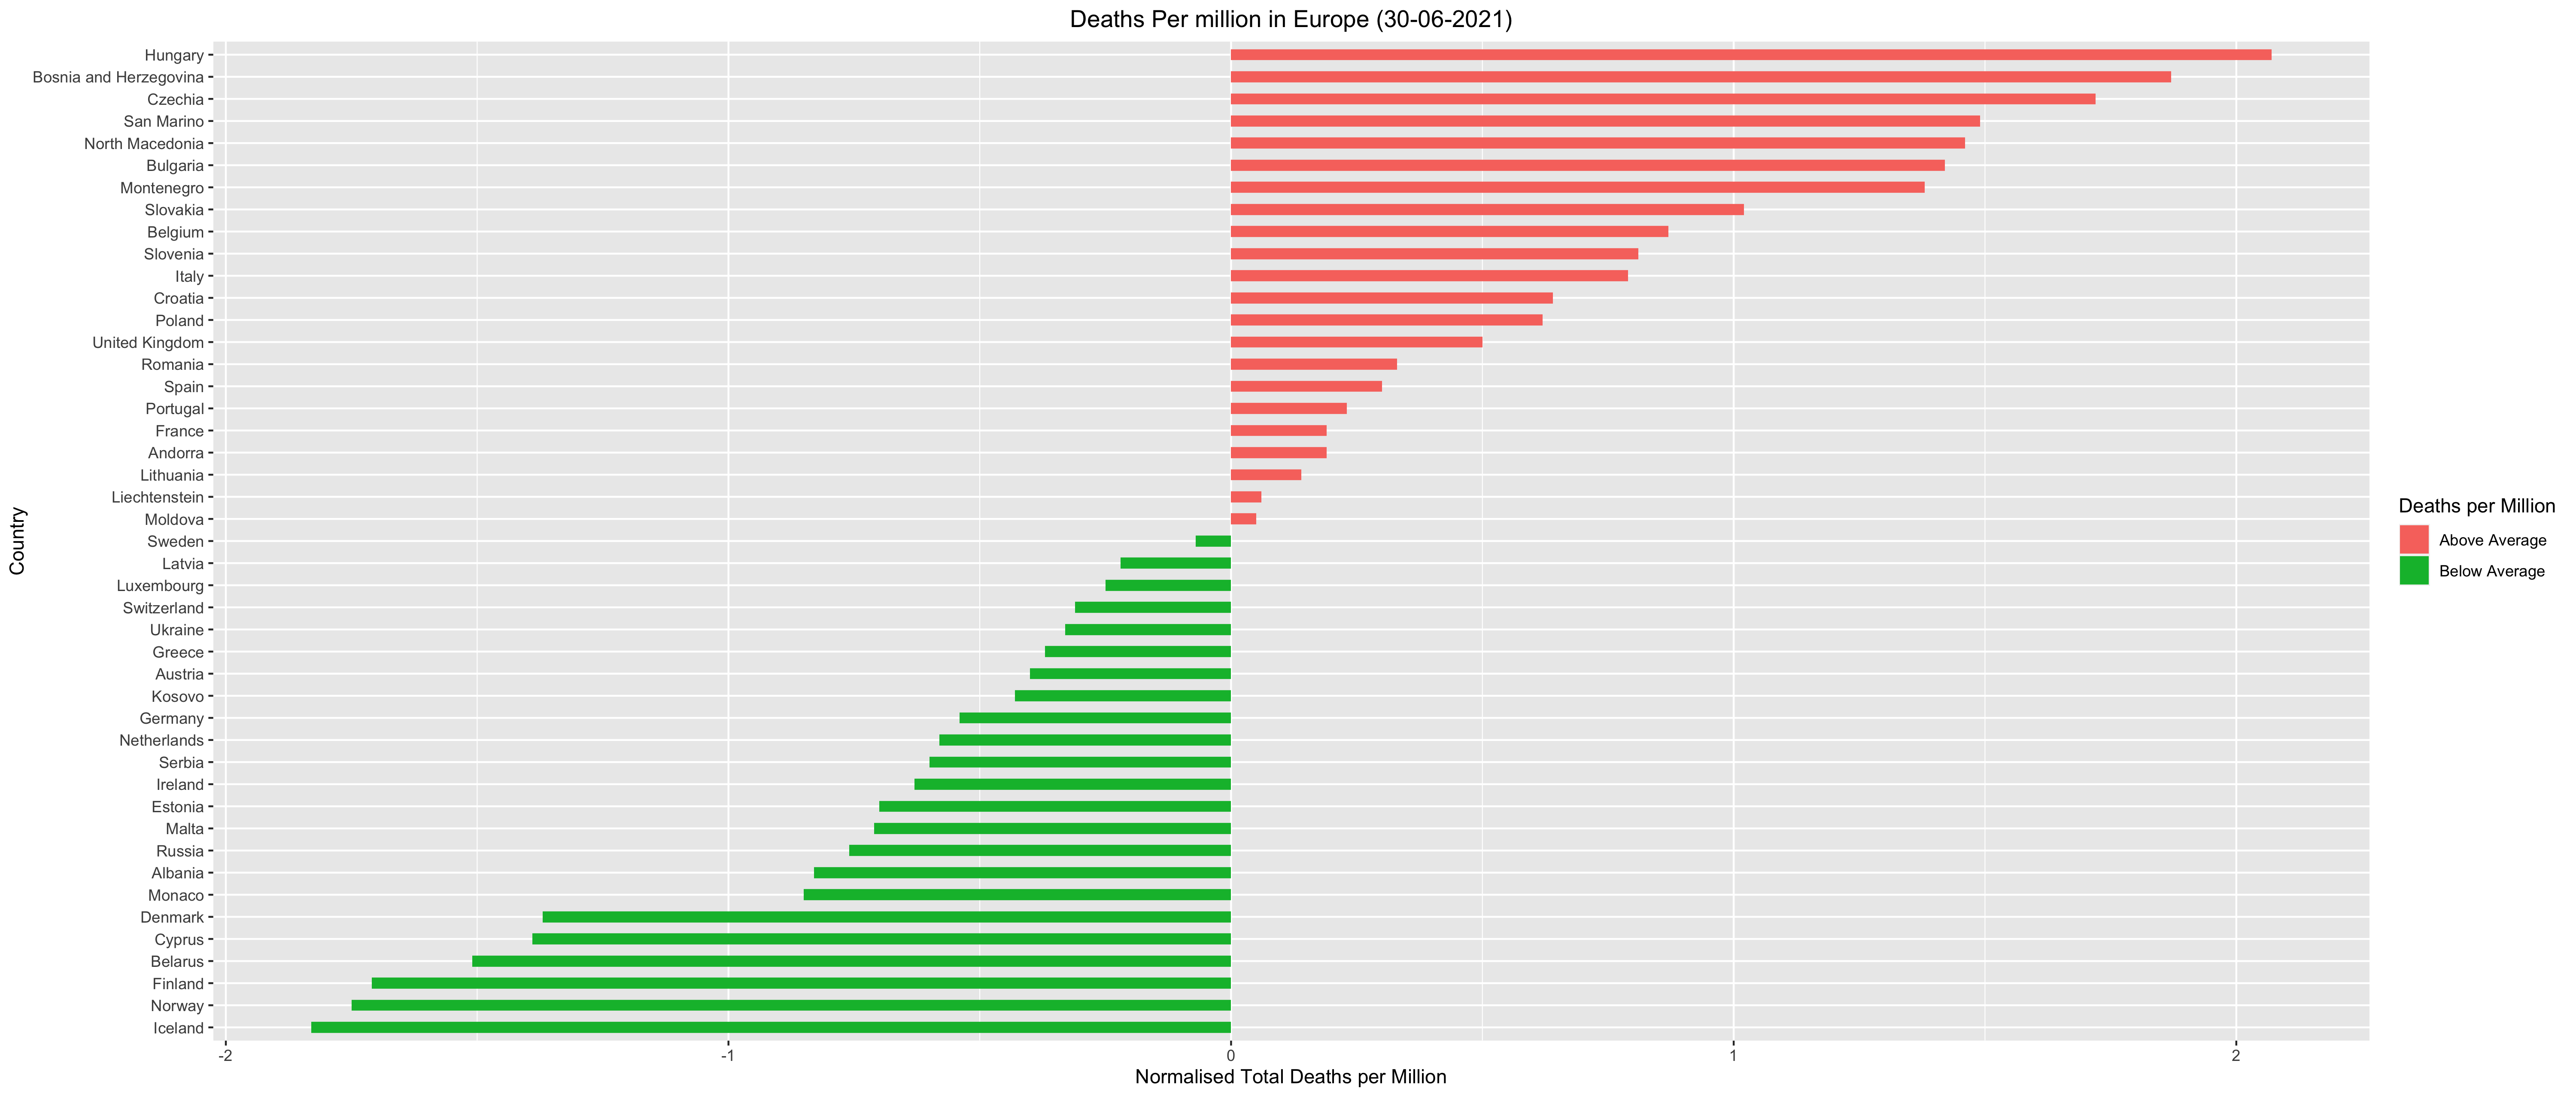 Deaths Per million in Europe (30-06-2021)
Hungary
Bosnia and Herzegovina
Czechia
San Marino
North Macedonia
Bulgaria
Montenegro
Slovakia
Belgium
Slovenia
Italy
Croatia
Poland
United Kingdom
Romania
Spain
Portugal
France
Andorra
Lithuania
Liechtenstein
Moldova
Sweden
Latvia
Luxembourg
Switzerland
Ukraine
Greece
Austria
Kosovo
Germany
Netherlands
Serbia
Ireland
Estonia
Malta
Russia
Albania
Monaco
Denmark
Cyprus
Belarus
Finland
Norway
Iceland
Country
-2 -1 0 1 2
Normalised Total Deaths per Million
Deaths per Million
Above Average
Below Average